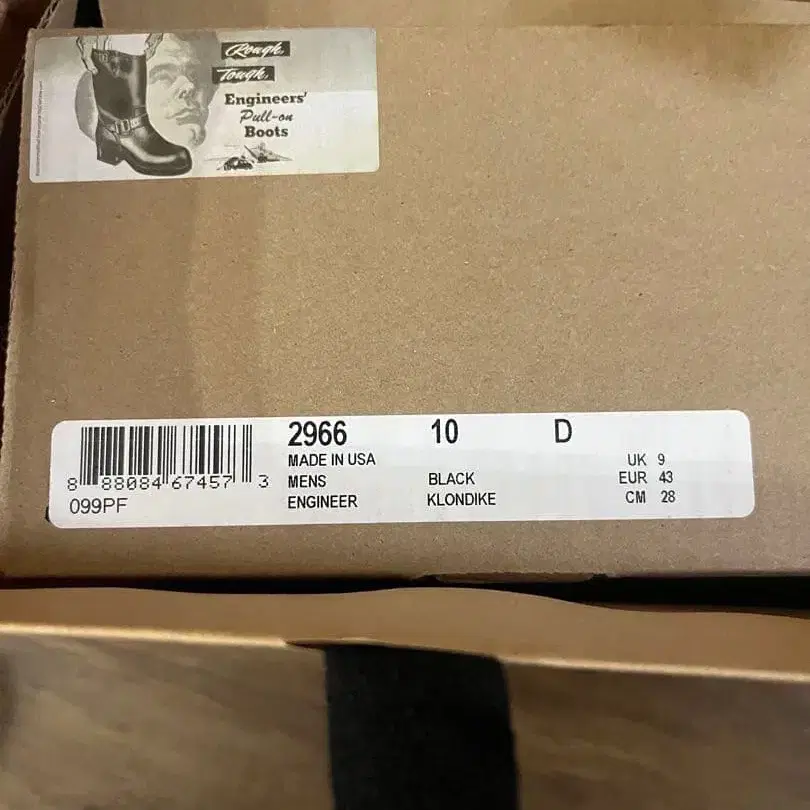 Rough,
Tough,
Engineers'
Pull-on
Boots
2966 10 D
MADE IN USA UK 9
MENS BLACK EUR 43
ENGINEER KLONDIKE CM 28
8 88084 67457 3
099PF